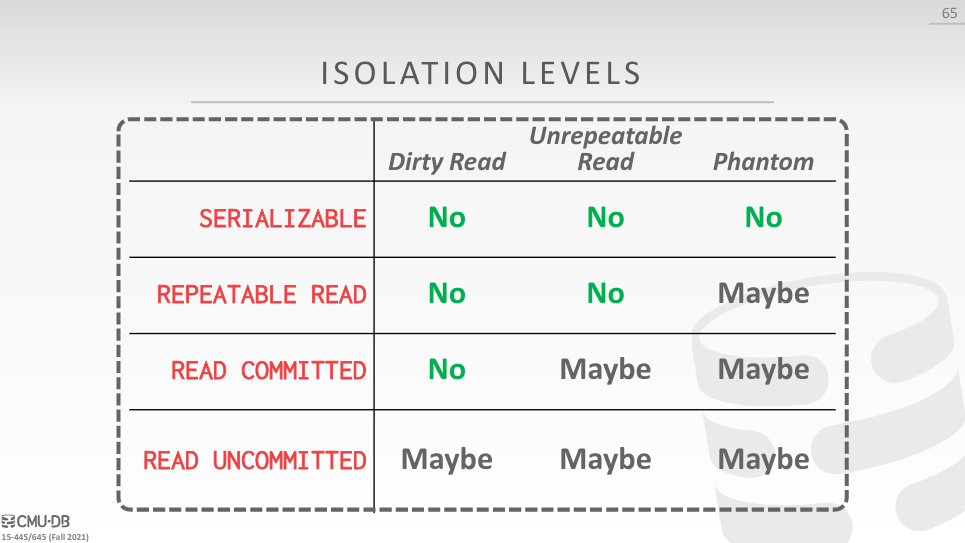 65
ISOLATION LEVELS
Unrepeatable
Dirty Read Read Phantom
SERIALIZABLE No No No
REPEATABLE READ No No Maybe
READ COMMITTED No Maybe Maybe
READ UNCOMMITTED Maybe Maybe Maybe
CMU·DB
15-445/645 (Fall 2021)